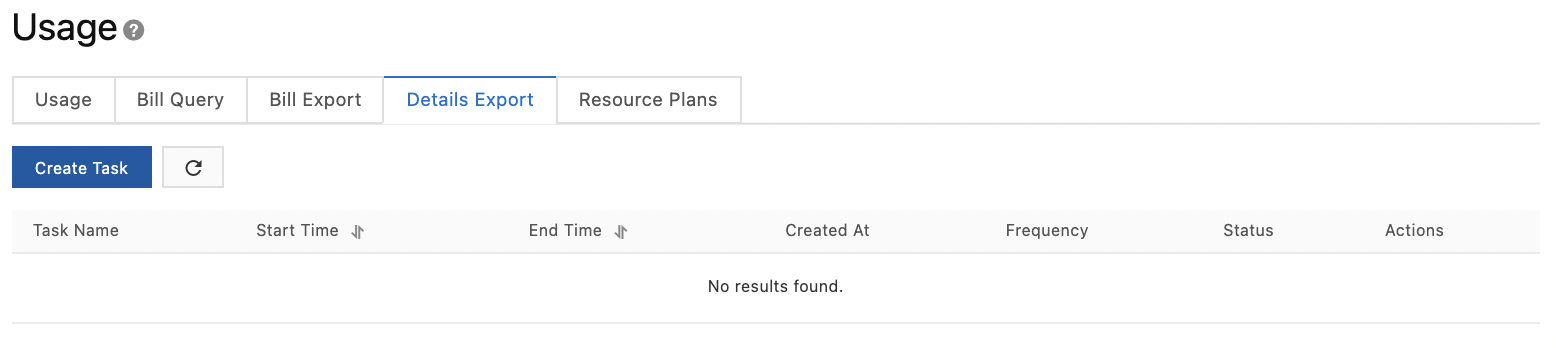 Usage ?
Usage Bill Query Bill Export Details Export Resource Plans
Create Task
Task Name Start Time End Time Created At Frequency Status Actions
No results found.